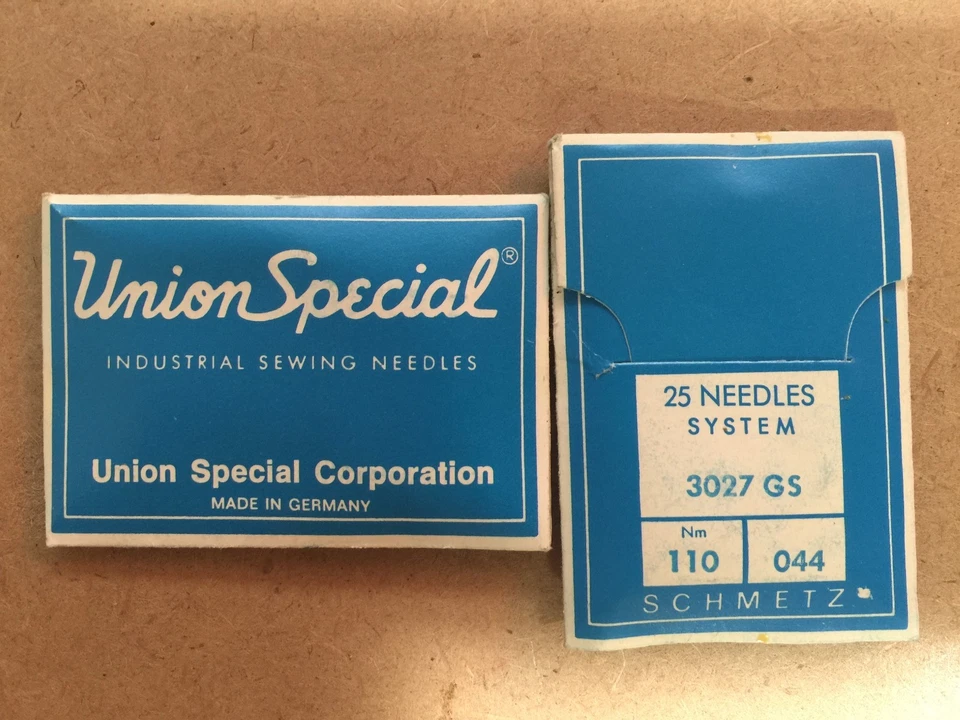 Union Special®
INDUSTRIAL SEWING NEEDLES
Union Special Corporation
MADE IN GERMANY
25 NEEDLES
SYSTEM
3027 GS
Nm
110 044
SCHMETZ